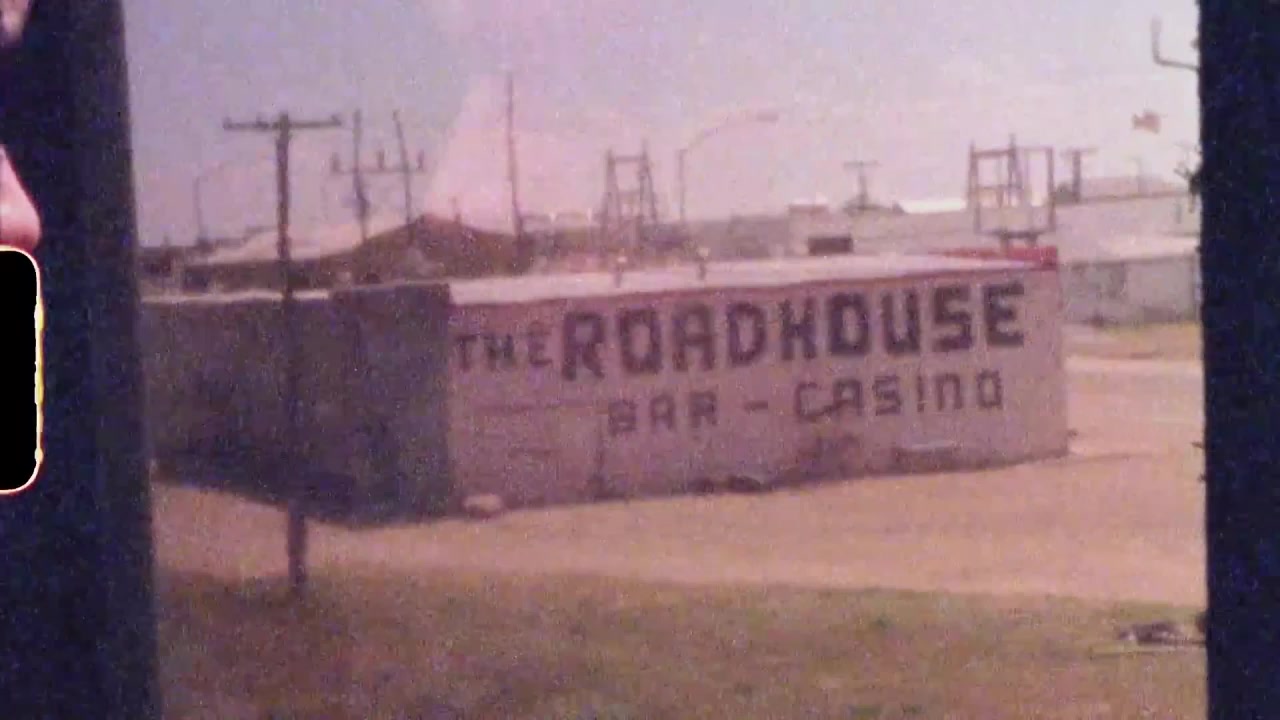 THE ROADHOUSE
BAR - CASINO